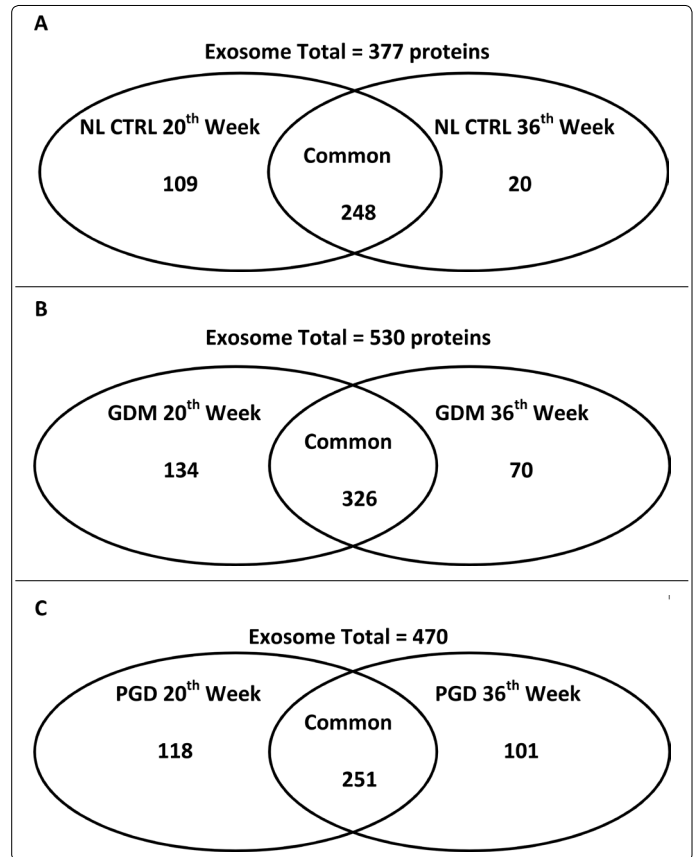 A
Exosome Total = 377 proteins
NL CTRL 20th Week
NL CTRL 36th Week
Common
109
20
248
B
Exosome Total = 530 proteins
GDM 20th Week
GDM 36th Week
Common
134
70
326
C
Exosome Total = 470
PGD 20th Week
PGD 36th Week
Common
118
101
251